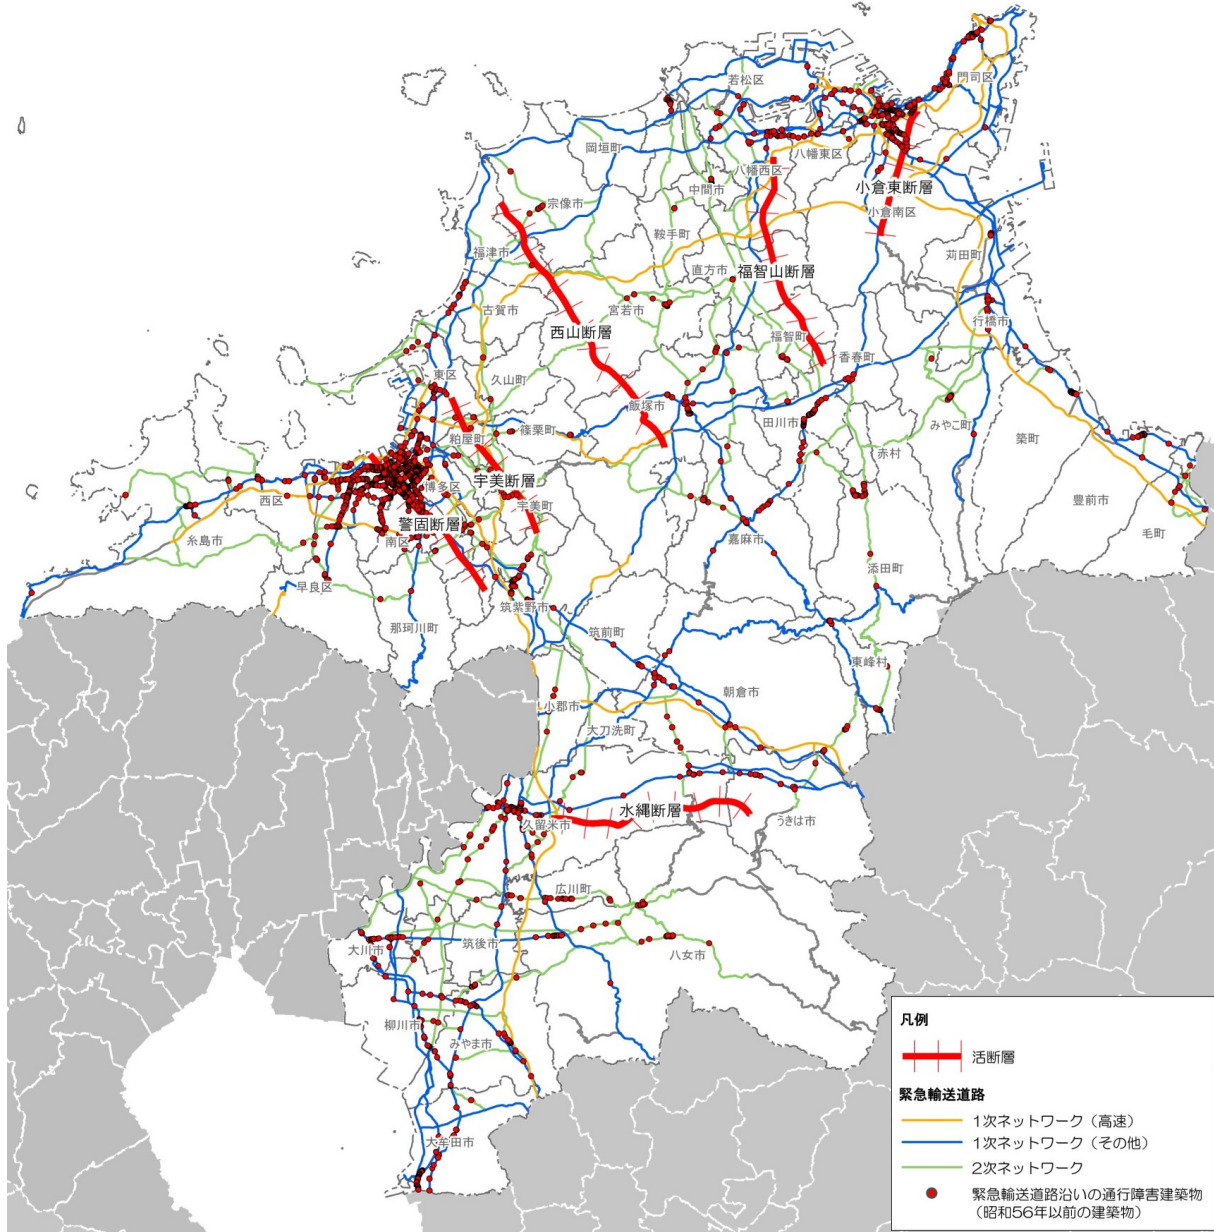 若松区
門司区
岡垣町
八幡東区
八幡西区
中間市
小倉東断層
宗像市
小倉南区
鞍手町
福津市
苅田町
直方市
福智山断層
古賀市
宮若市
行橋市
西山断層
福智町
香春町
東区
久山町
飯塚市
田川市
みやこ町
篠栗町
粕屋町
築町
赤村
宇美断層
博多区
西区
宇美町
豊前市
警固断層
毛町
糸島市
南区
嘉麻市
添田町
早良区
筑紫野市
那珂川町
筑前町
東峰村
朝倉市
小郡市
大刀洗町
水縄断層
久留米市
うきは市
広川町
大川市
筑後市
八女市
柳川市
みやま市
大牟田市
凡例
活断層
緊急輸送道路
1次ネットワーク（高速）
1次ネットワーク（その他）
2次ネットワーク
緊急輸送道路沿いの通行障害建築物
（昭和56年以前の建築物）